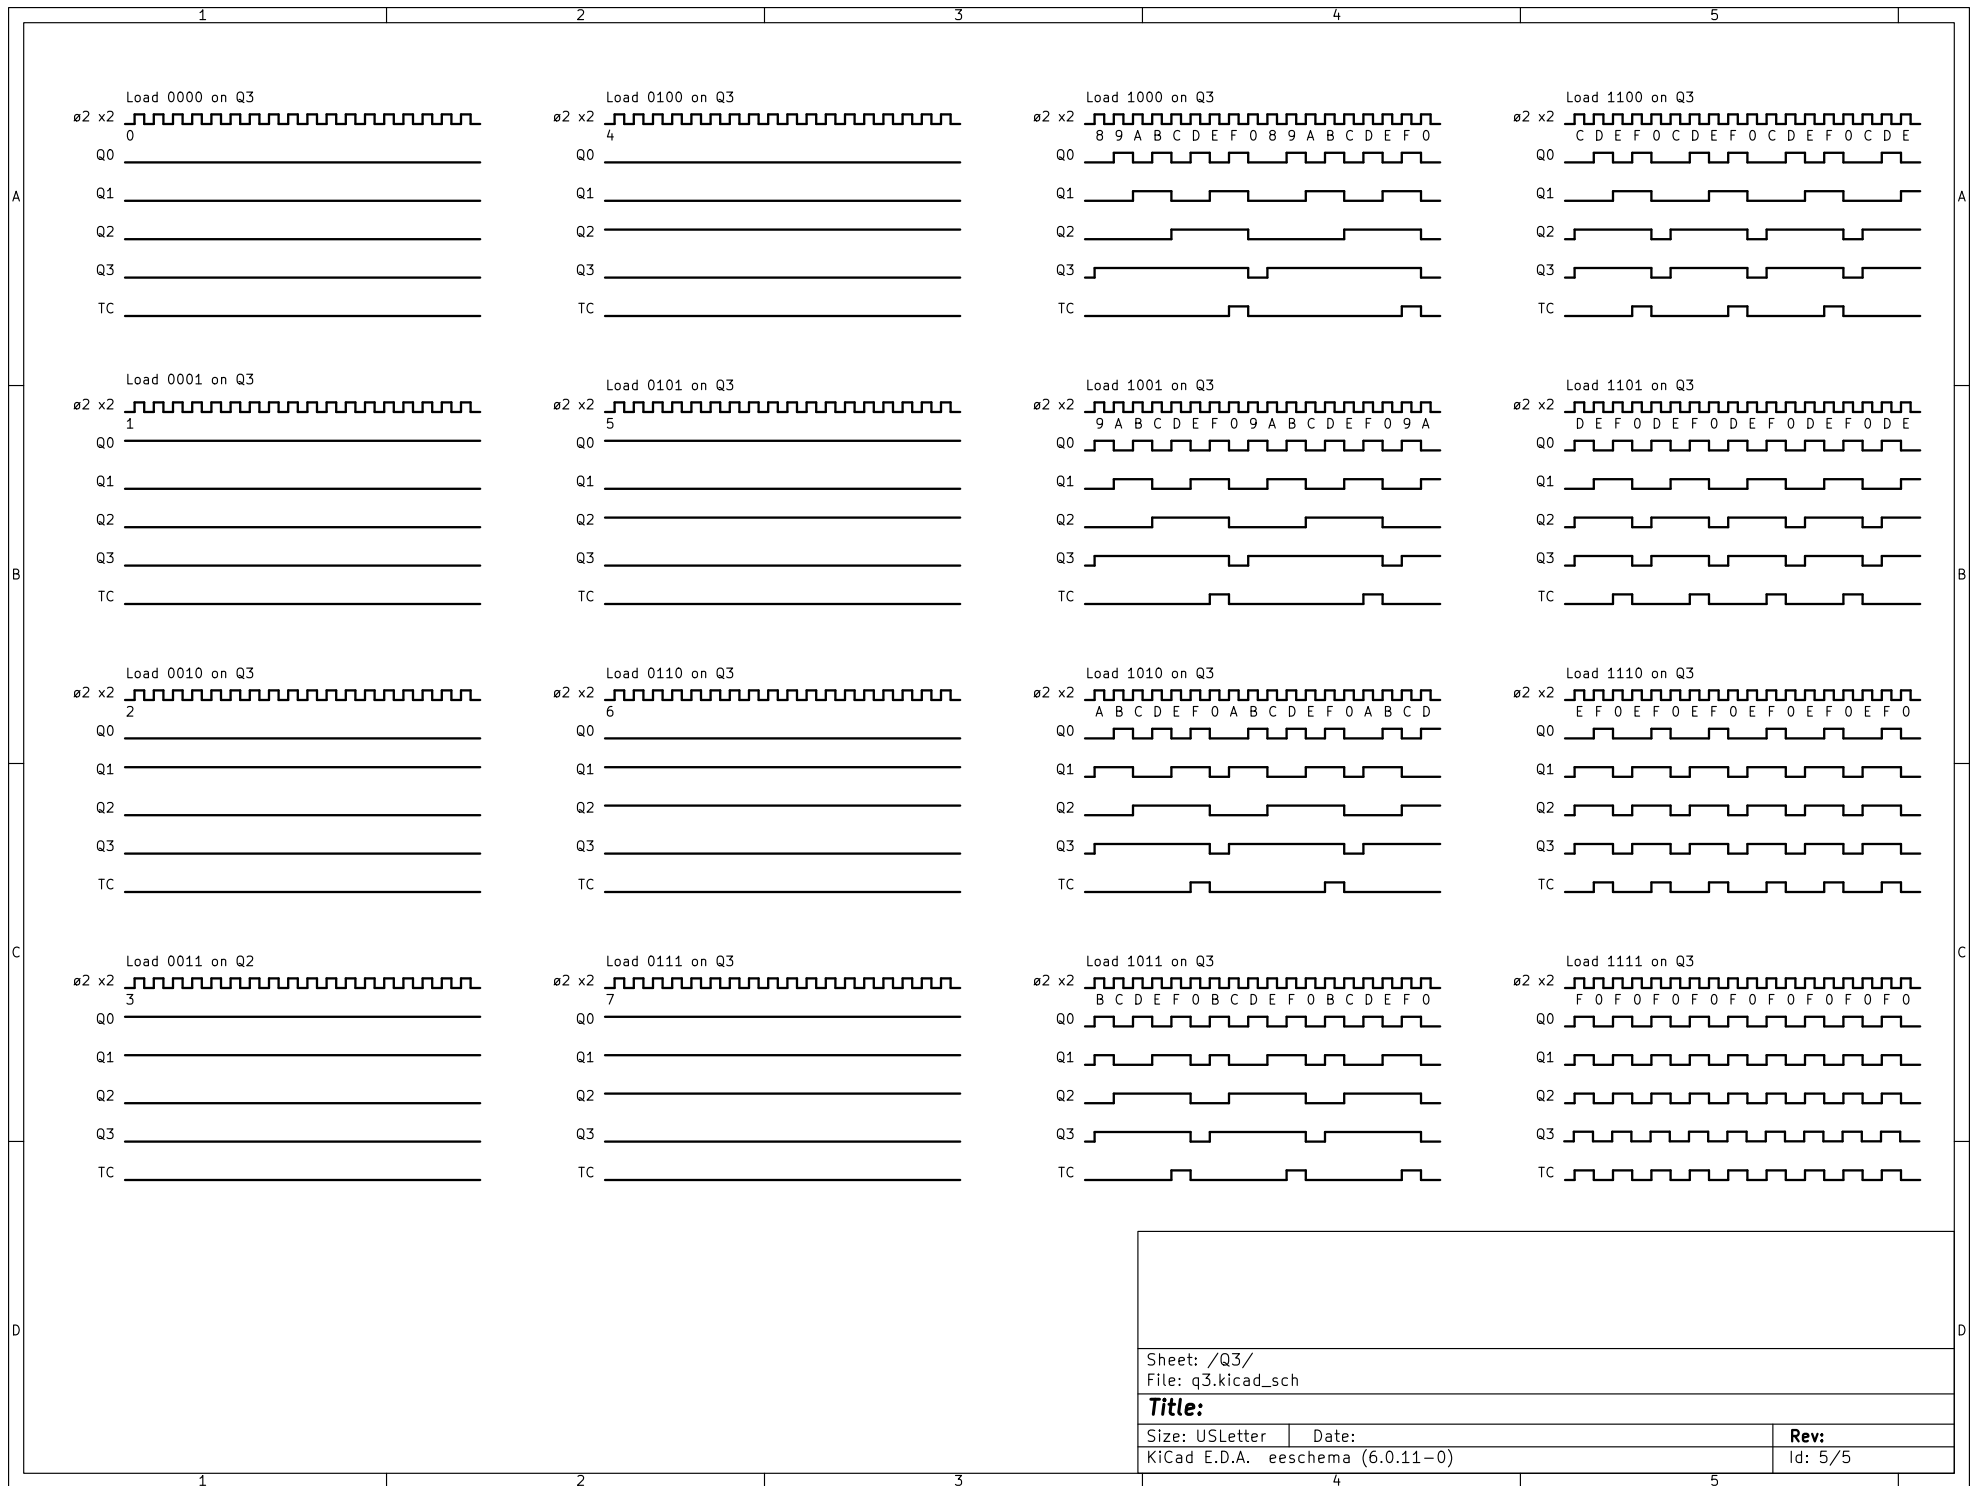 1 2 3 4 5
Load 0000 on Q3
ø2 x2
0
Q0
Q1
Q2
Q3
TC
Load 0100 on Q3
ø2 x2
4
Q0
Q1
Q2
Q3
TC
Load 1000 on Q3
ø2 x2
8 9 A B C D E F 0 8 9 A B C D E F 0
Q0
Q1
Q2
Q3
TC
Load 1100 on Q3
ø2 x2
C D E F 0 C D E F 0 C D E F 0 C D E
Q0
Q1
Q2
Q3
TC
A A
Load 0001 on Q3
ø2 x2
1
Q0
Q1
Q2
Q3
TC
Load 0101 on Q3
ø2 x2
5
Q0
Q1
Q2
Q3
TC
Load 1001 on Q3
ø2 x2
9 A B C D E F 0 9 A B C D E F 0 9 A
Q0
Q1
Q2
Q3
TC
Load 1101 on Q3
ø2 x2
D E F 0 D E F 0 D E F 0 D E F 0 D E
Q0
Q1
Q2
Q3
TC
B B
Load 0010 on Q3
ø2 x2
2
Q0
Q1
Q2
Q3
TC
Load 0110 on Q3
ø2 x2
6
Q0
Q1
Q2
Q3
TC
Load 1010 on Q3
ø2 x2
A B C D E F 0 A B C D E F 0 A B C D
Q0
Q1
Q2
Q3
TC
Load 1110 on Q3
ø2 x2
E F 0 E F 0 E F 0 E F 0 E F 0 E F 0
Q0
Q1
Q2
Q3
TC
C C
Load 0011 on Q2
ø2 x2
3
Q0
Q1
Q2
Q3
TC
Load 0111 on Q3
ø2 x2
7
Q0
Q1
Q2
Q3
TC
Load 1011 on Q3
ø2 x2
B C D E F 0 B C D E F 0 B C D E F 0
Q0
Q1
Q2
Q3
TC
Load 1111 on Q3
ø2 x2
F 0 F 0 F 0 F 0 F 0 F 0 F 0 F 0 F 0
Q0
Q1
Q2
Q3
TC
D D
Sheet: /Q3/
File: q3.kicad_sch
Title:
Size: USLetter Date: Rev:
KiCad E.D.A. eeschema (6.0.11-0) Id: 5/5
1 2 3 4 5